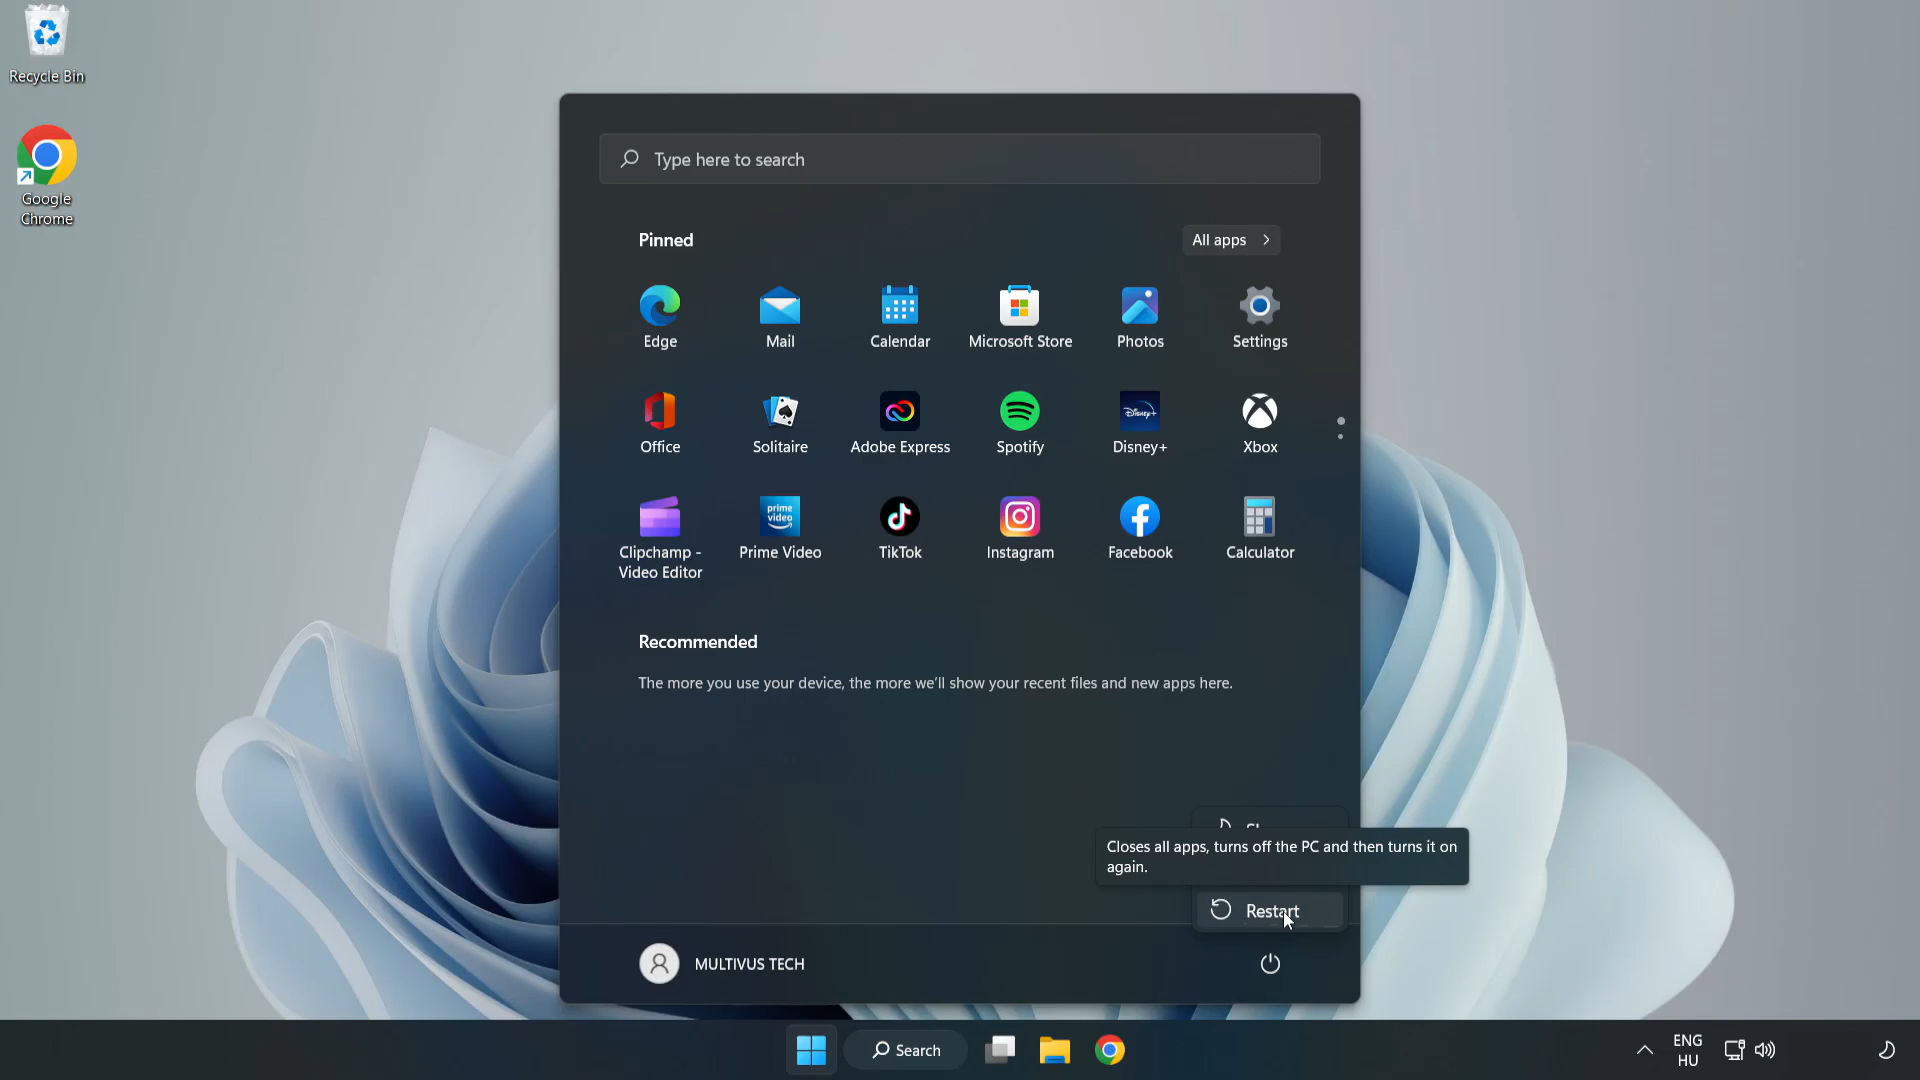 Recycle Bin
Google
Chrome
Type here to search
Pinned
All apps
Edge
Mail
Calendar
Microsoft Store
Photos
Settings
Office
Solitaire
Adobe Express
Spotify
Disney+
Disney+
Xbox
prime
video
Clipchamp -
Video Editor
Prime Video
TikTok
Instagram
Facebook
Calculator
Recommended
The more you use your device, the more we'll show your recent files and new apps here.
Closes all apps, turns off the PC and then turns it on
again.
Restart
MULTIVUS TECH
Search
ENG
HU